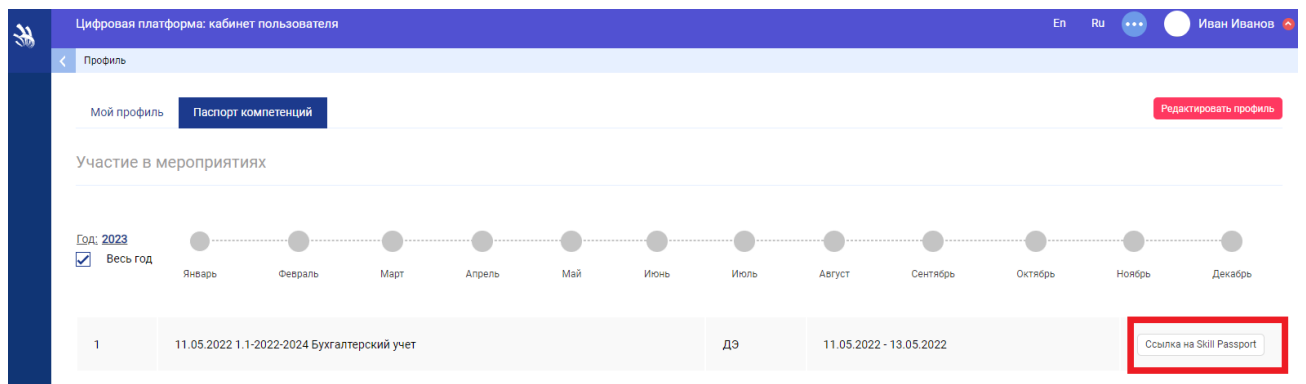 Цифровая платформа: кабинет пользователя En Ru Иван Иванов
Профиль
Мой профиль Паспорт компетенций Редактировать профиль
Участие в мероприятиях
Год: 2023
Весь год
Январь Февраль Март Апрель Май Июнь Июль Август Сентябрь Октябрь Ноябрь Декабрь
1 11.05.2022 1.1-2022-2024 Бухгалтерский учет ДЭ 11.05.2022 - 13.05.2022 Ссылка на Skill Passport